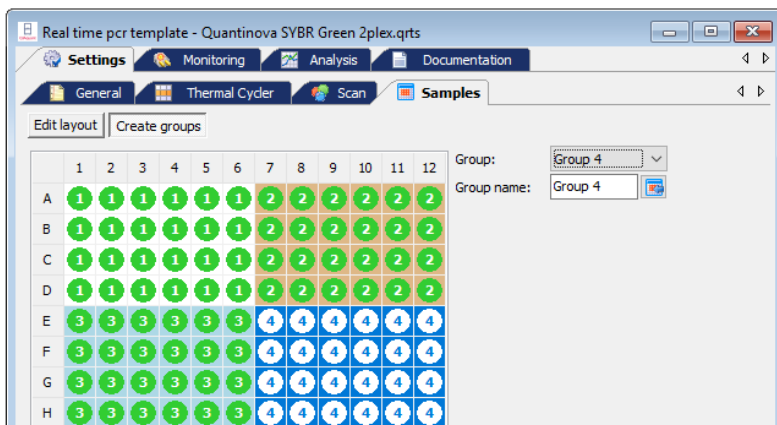 Real time pcr template - Quantinova SYBR Green 2plex.qrts
Settings Monitoring Analysis Documentation
General Thermal Cycler Scan Samples
Edit layout Create groups
1 2 3 4 5 6 7 8 9 10 11 12
Group: Group 4
Group name: Group 4
A 1 1 1 1 1 1 2 2 2 2 2 2
B 1 1 1 1 1 1 2 2 2 2 2 2
C 1 1 1 1 1 1 2 2 2 2 2 2
D 1 1 1 1 1 1 2 2 2 2 2 2
E 3 3 3 3 3 3 4 4 4 4 4 4
F 3 3 3 3 3 3 4 4 4 4 4 4
G 3 3 3 3 3 3 4 4 4 4 4 4
H 3 3 3 3 3 3 4 4 4 4 4 4